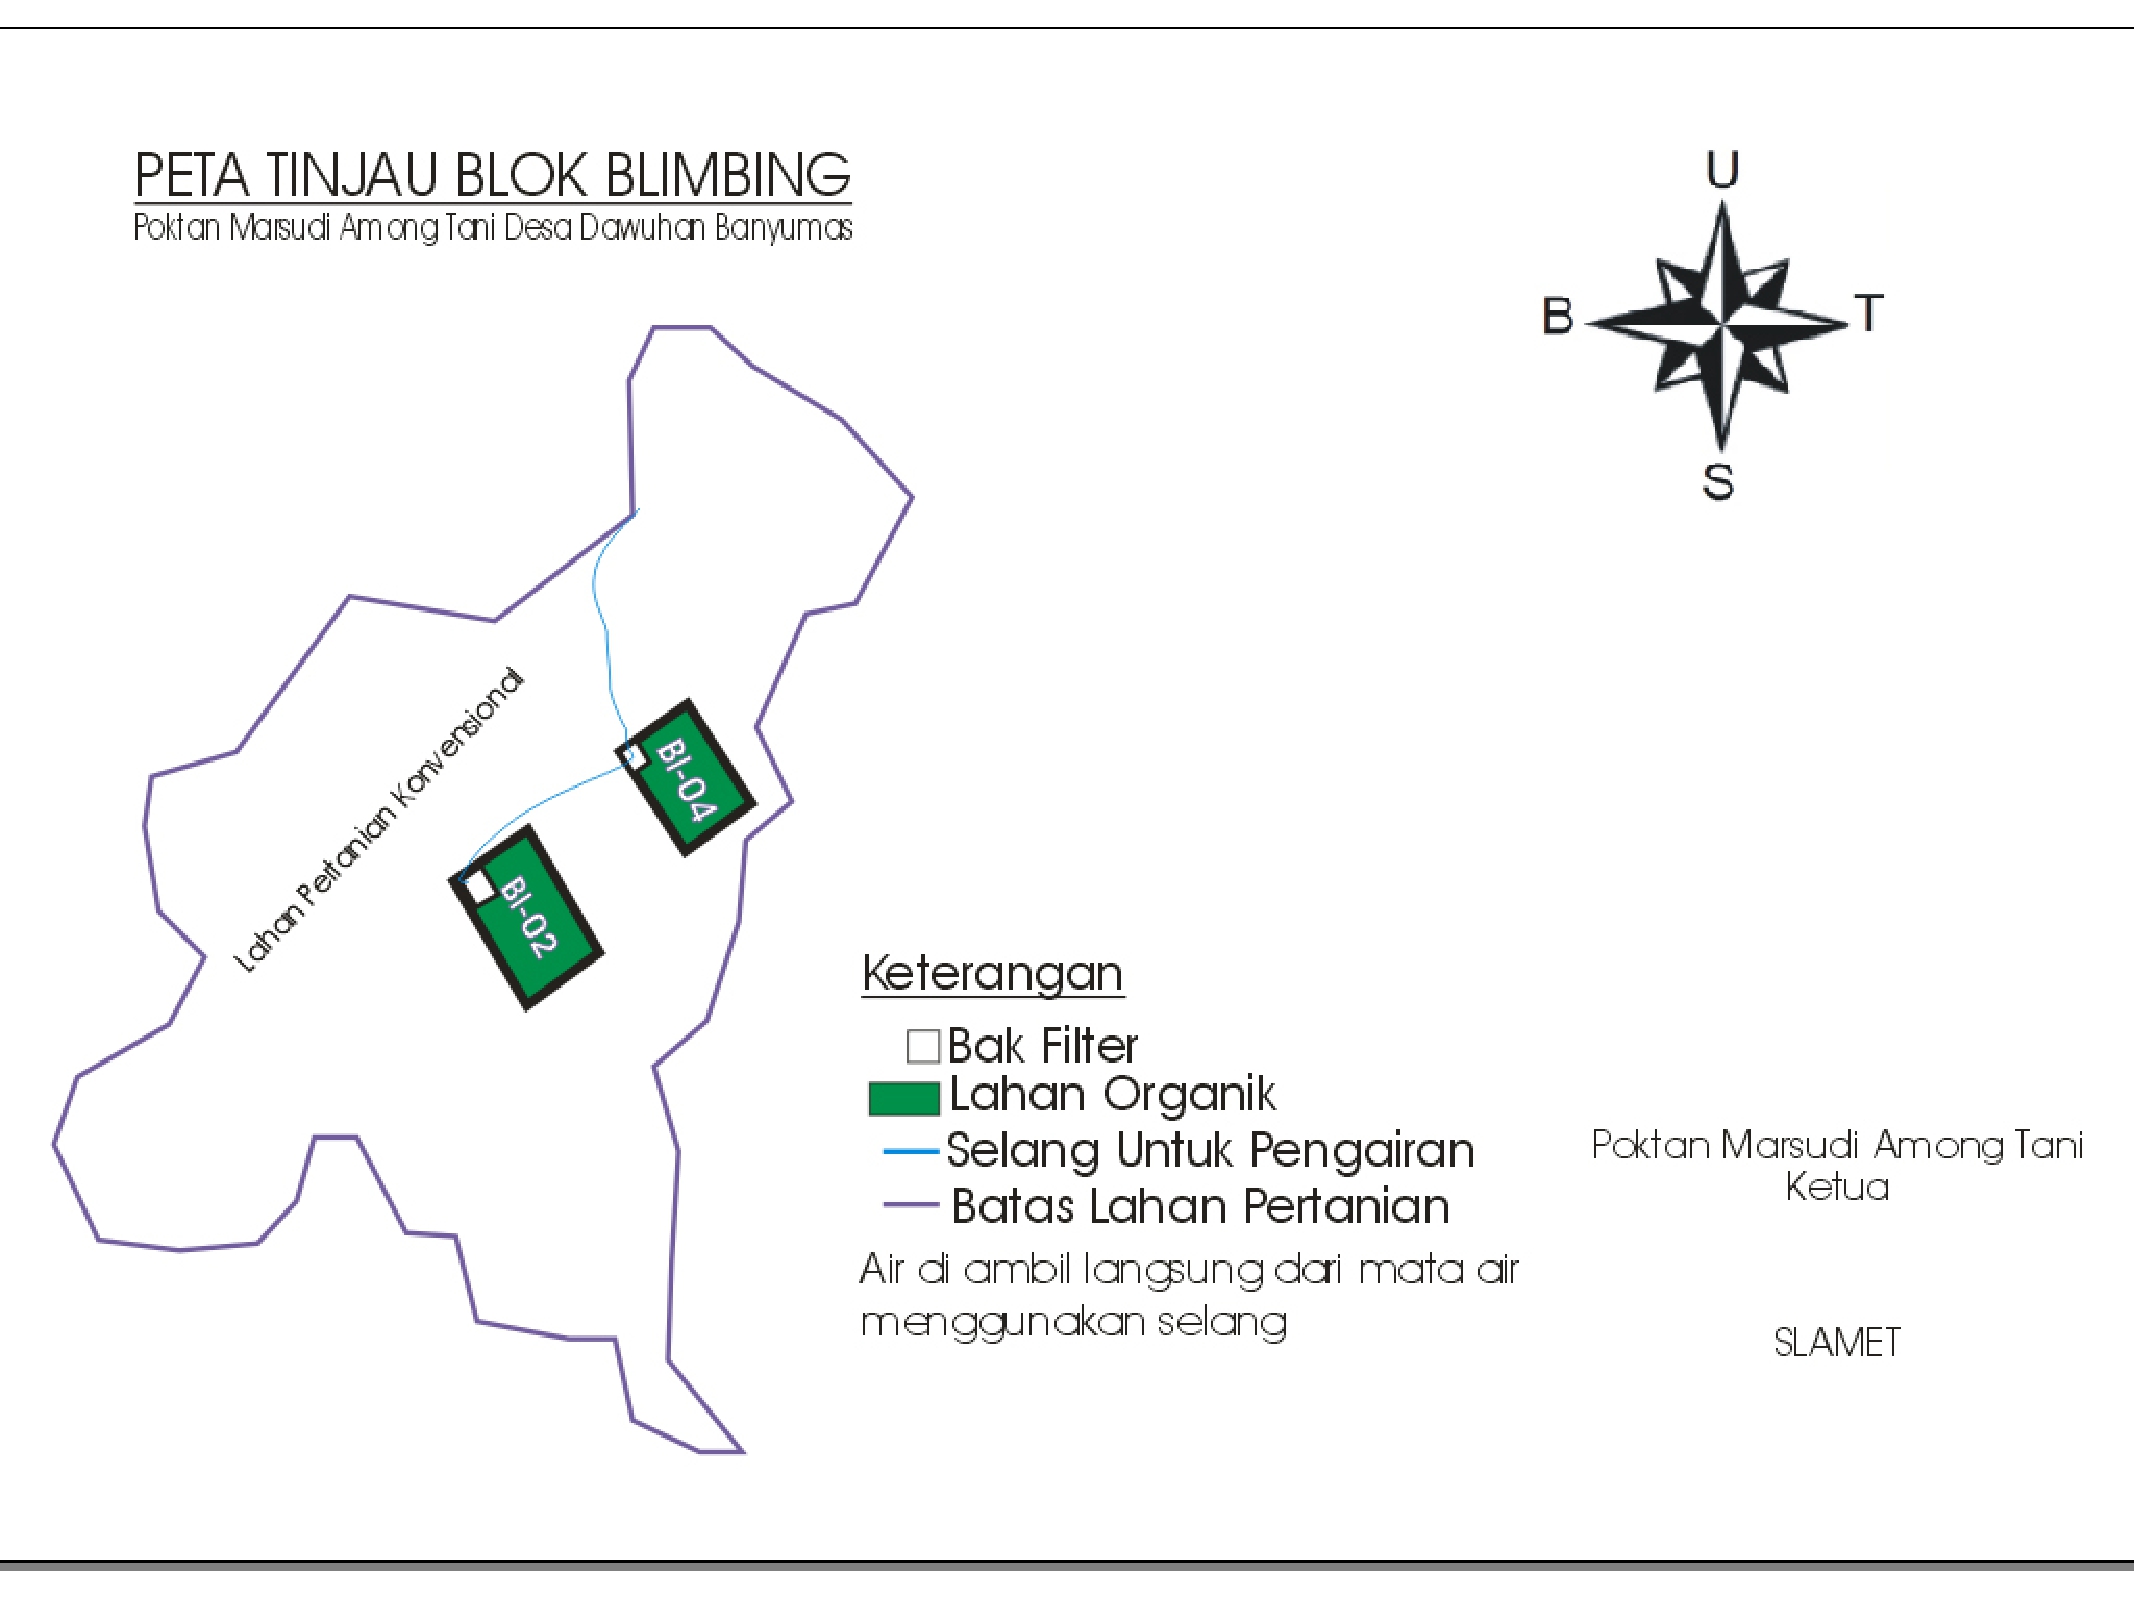 PETA TINJAU BLOK BLIMBING
Poktan Marsudi Among Tani Desa Dawuhan Banyumas
U
B
T
S
Lahan Pertanian Konvensional
Bl-04
Bl-02
Keterangan
Bak Filter
Lahan Organik
Selang Untuk Pengairan
Batas Lahan Pertanian
Air di ambil langsung dari mata air
menggunakan selang
Poktan Marsudi Among Tani
Ketua
SLAMET